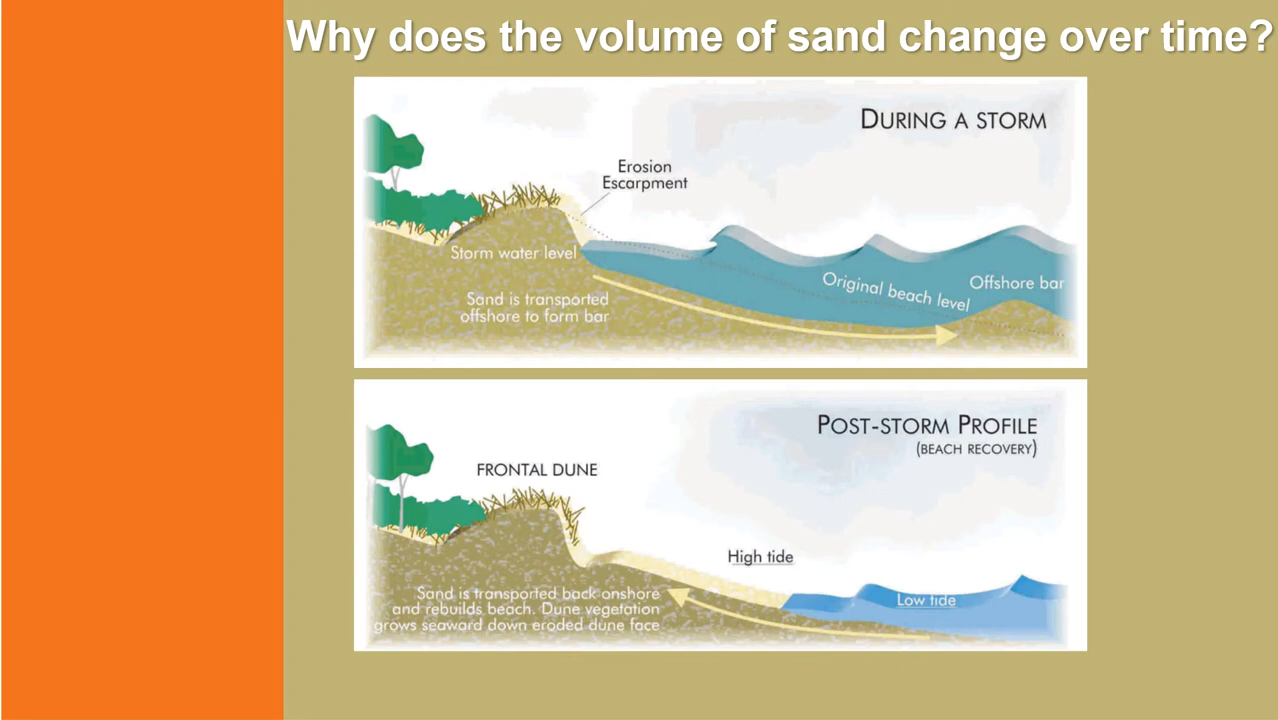 Why does the volume of sand change over time?
DURING A STORM
Erosion
Escarpment
Storm water level
Original beach level
Offshore bar
Sand is transported
offshore to form bar
POST-STORM PROFILE
(BEACH RECOVERY)
FRONTAL DUNE
High tide
Low tide
Sand is transported back onshore
and rebuilds beach. Dune vegetation
grows seaward down eroded dune face